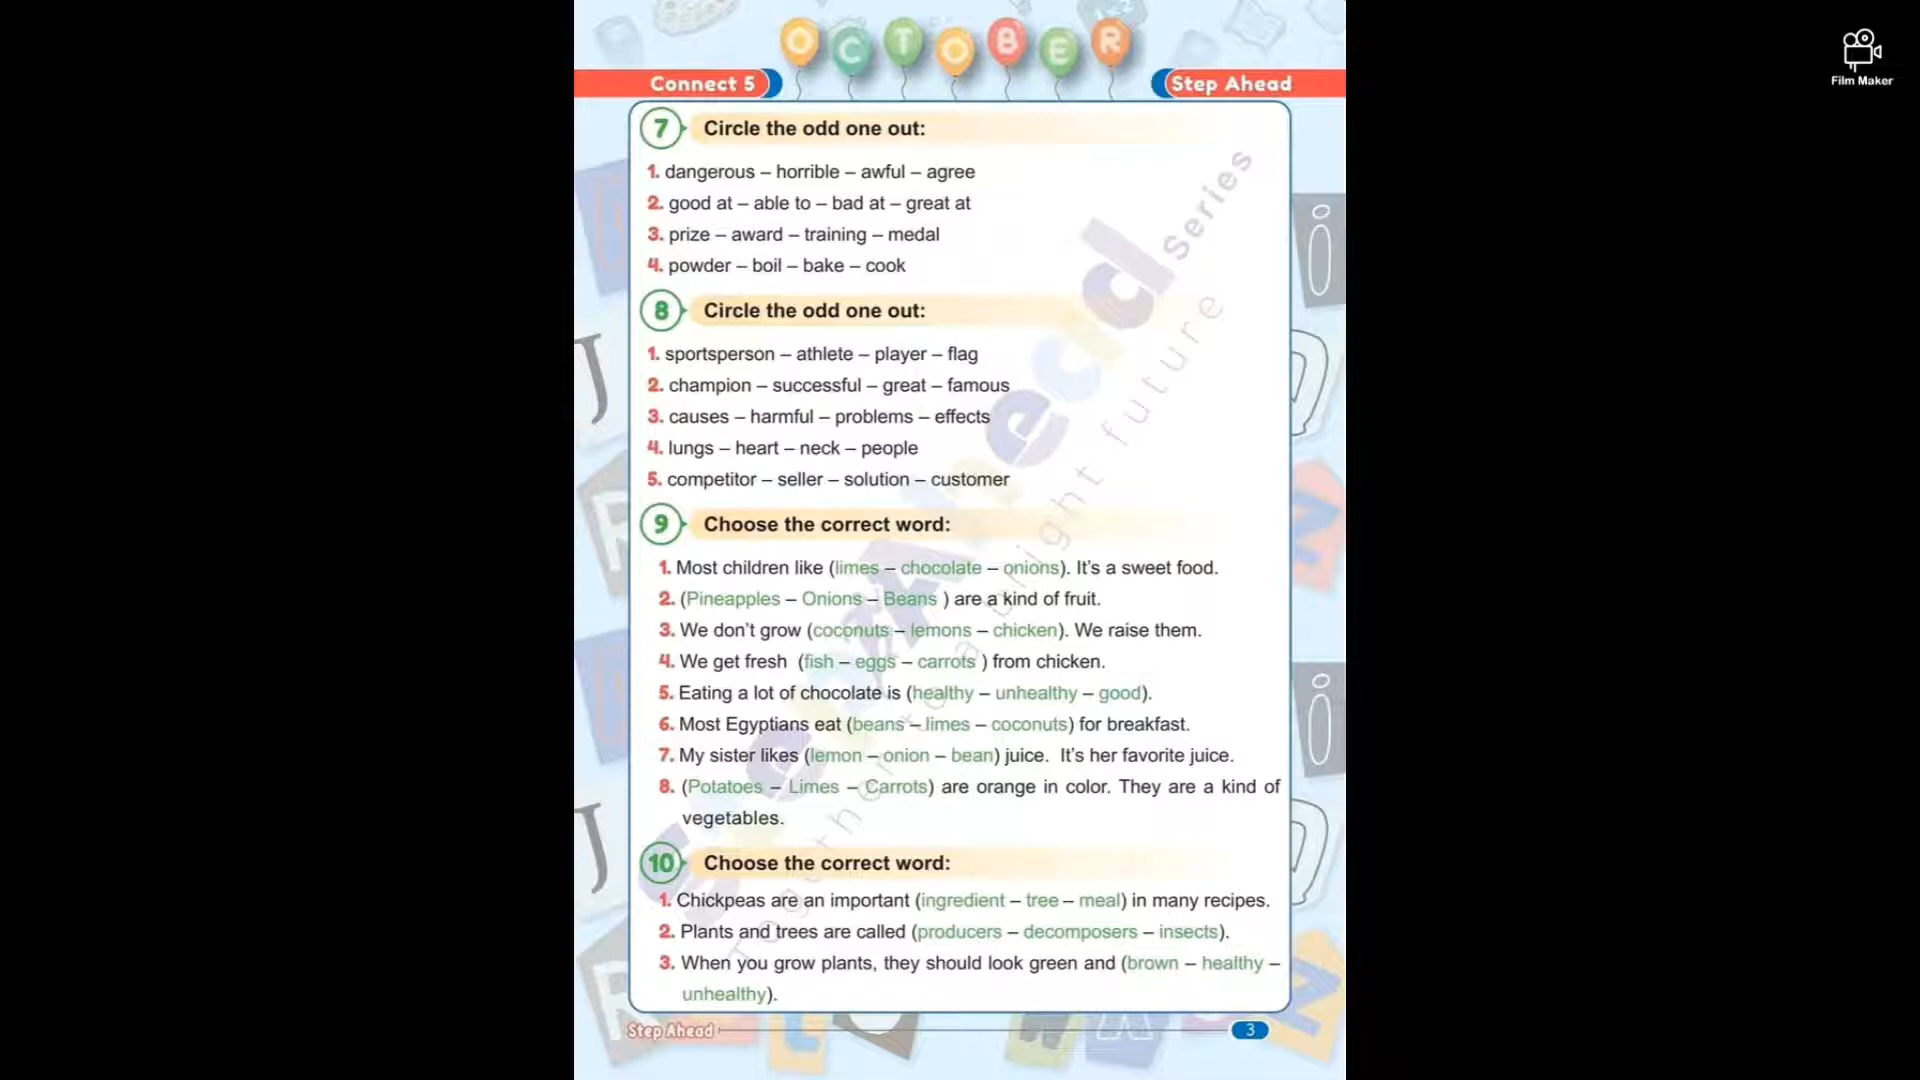 OCTOBER
Film Maker
Connect 5
Step Ahead
7 Circle the odd one out:
1. dangerous – horrible – awful – agree
2. good at – able to – bad at – great at
3. prize – award – training – medal
4. powder – boil – bake – cook
8 Circle the odd one out:
1. sportsperson – athlete – player – flag
2. champion – successful – great – famous
3. causes – harmful – problems – effects
4. lungs – heart – neck – people
5. competitor – seller – solution – customer
9 Choose the correct word:
1. Most children like (limes – chocolate – onions). It's a sweet food.
2. (Pineapples – Onions – Beans ) are a kind of fruit.
3. We don't grow (coconuts – lemons – chicken). We raise them.
4. We get fresh (fish – eggs – carrots ) from chicken.
5. Eating a lot of chocolate is (healthy – unhealthy – good).
6. Most Egyptians eat (beans – limes – coconuts) for breakfast.
7. My sister likes (lemon – onion – bean) juice. It's her favorite juice.
8. (Potatoes – Limes – Carrots) are orange in color. They are a kind of
vegetables.
10 Choose the correct word:
1. Chickpeas are an important (ingredient – tree – meal) in many recipes.
2. Plants and trees are called (producers – decomposers – insects).
3. When you grow plants, they should look green and (brown – healthy –
unhealthy).
Step Ahead
3
Step Ahead Series
Together to a bright future